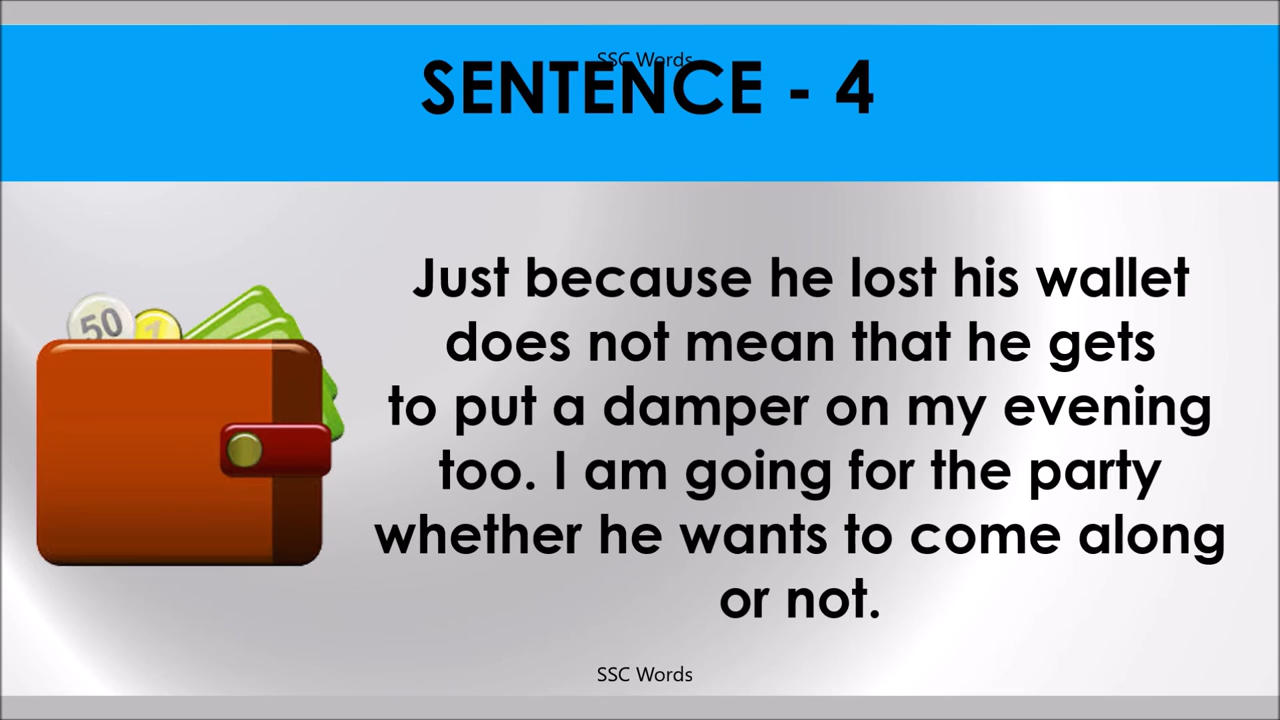 SSC Words
SENTENCE - 4
50
1
Just because he lost his wallet
does not mean that he gets
to put a damper on my evening
too. I am going for the party
whether he wants to come along
or not.
SSC Words